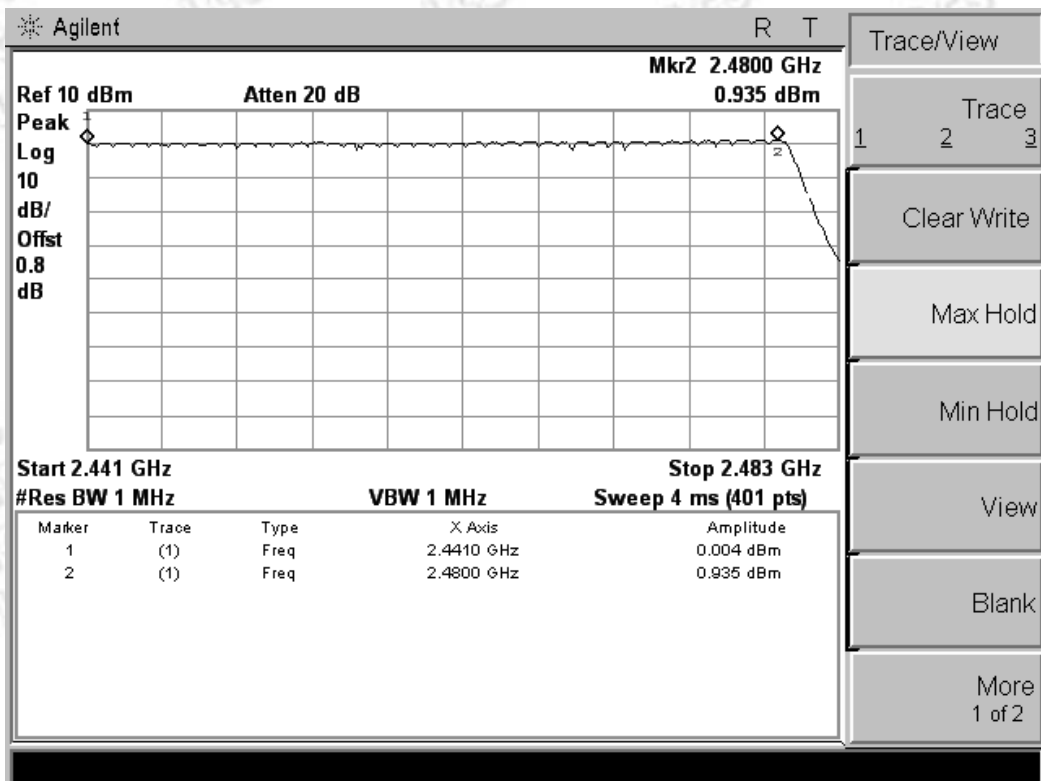 Agilent R T
Mkr2 2.4800 GHz
Ref 10 dBm Atten 20 dB 0.935 dBm
Peak
Log
10
dB/
Offst
0.8
dB
1
2
Start 2.441 GHz Stop 2.483 GHz
#Res BW 1 MHz VBW 1 MHz Sweep 4 ms (401 pts)
Marker Trace Type X Axis Amplitude
1 (1) Freq 2.4410 GHz 0.004 dBm
2 (1) Freq 2.4800 GHz 0.935 dBm
Trace/View
Trace
1 2 3
Clear Write
Max Hold
Min Hold
View
Blank
More
1 of 2